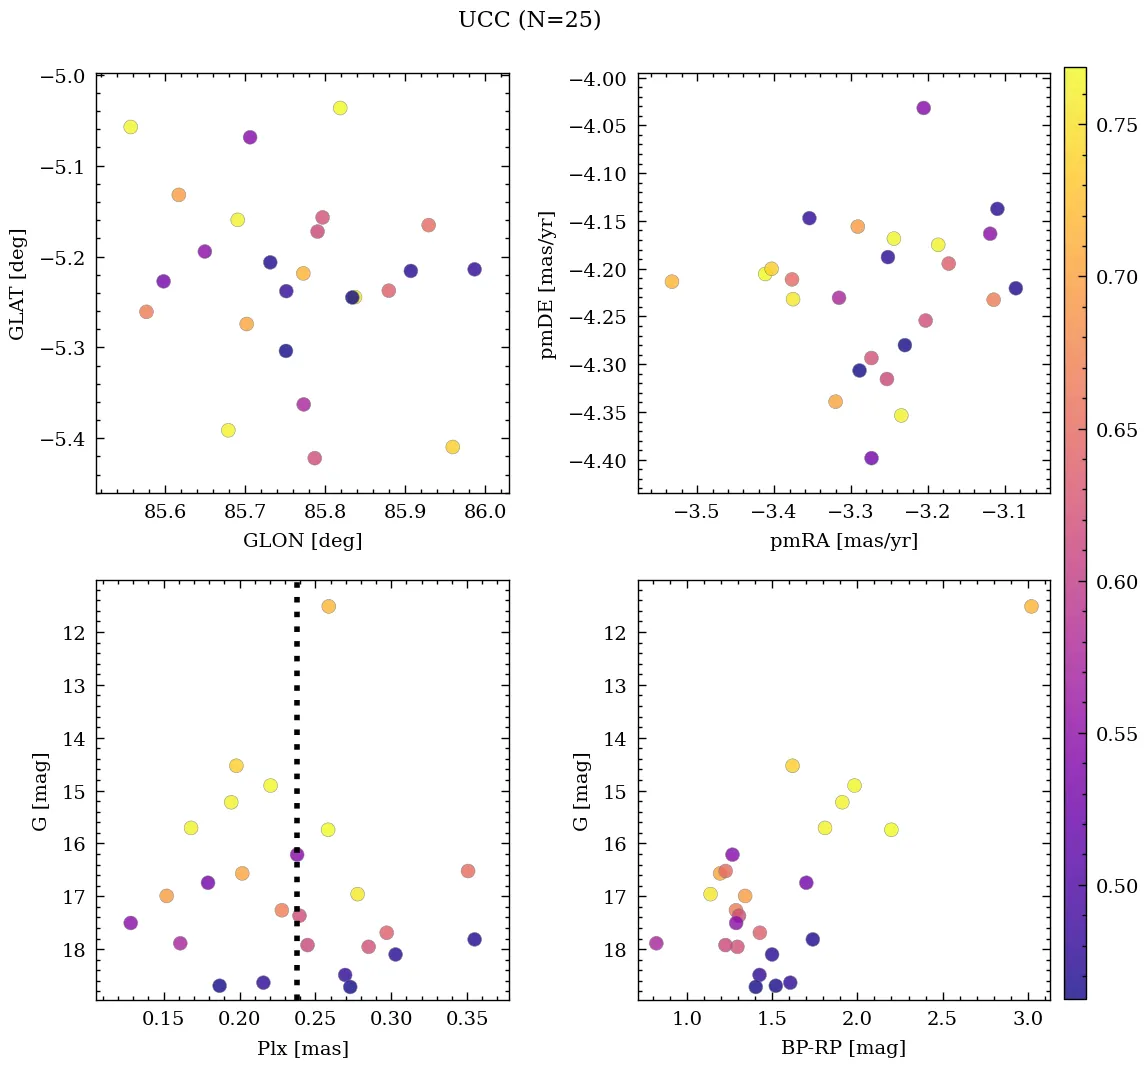 UCC (N=25)
−5.0
−5.1
−5.2
−5.3
−5.4
GLAT [deg]
85.6 85.7 85.8 85.9 86.0
GLON [deg]
−4.00
−4.05
−4.10
−4.15
−4.20
−4.25
−4.30
−4.35
−4.40
pmDE [mas/yr]
−3.5 −3.4 −3.3 −3.2 −3.1
pmRA [mas/yr]
12
13
14
15
16
17
18
G [mag]
0.15 0.20 0.25 0.30 0.35
Plx [mas]
12
13
14
15
16
17
18
G [mag]
1.0 1.5 2.0 2.5 3.0
BP-RP [mag]
0.75
0.70
0.65
0.60
0.55
0.50